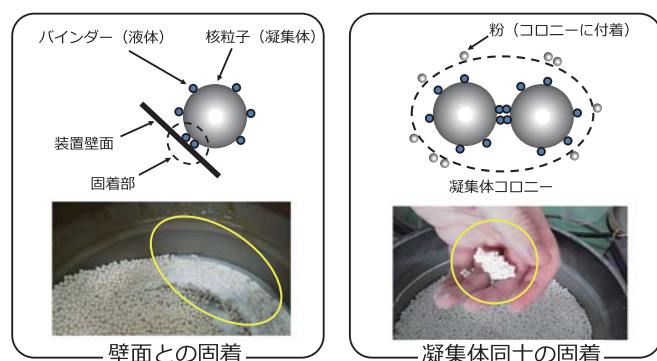 バインダー（液体）
核粒子（凝集体）
装置壁面
固着部
壁面との固着
粉（コロニーに付着）
凝集体コロニー
凝集体同士の固着